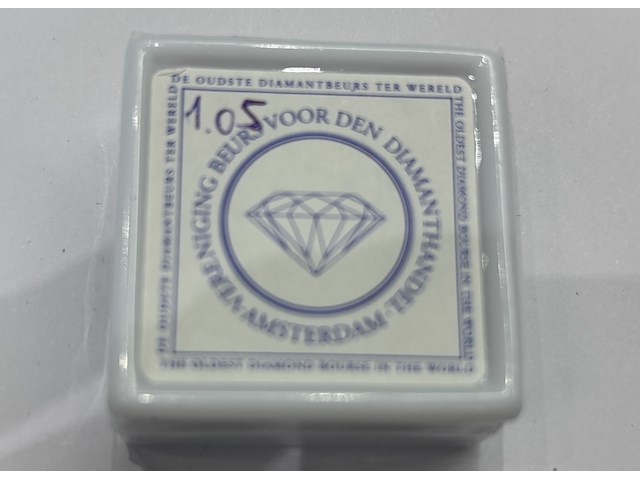 DE OUDSTE DIAMANTBEURS TER WERELD
THE OLDEST DIAMOND BOURSE IN THE WORLD
THE OLDEST DIAMOND BOURSE IN THE WORLD
DE OUDSTE DIAMANTBEURS TER WERELD
1.05
VERENIGING BEURS VOOR DEN DIAMANTHANDEL
AMSTERDAM